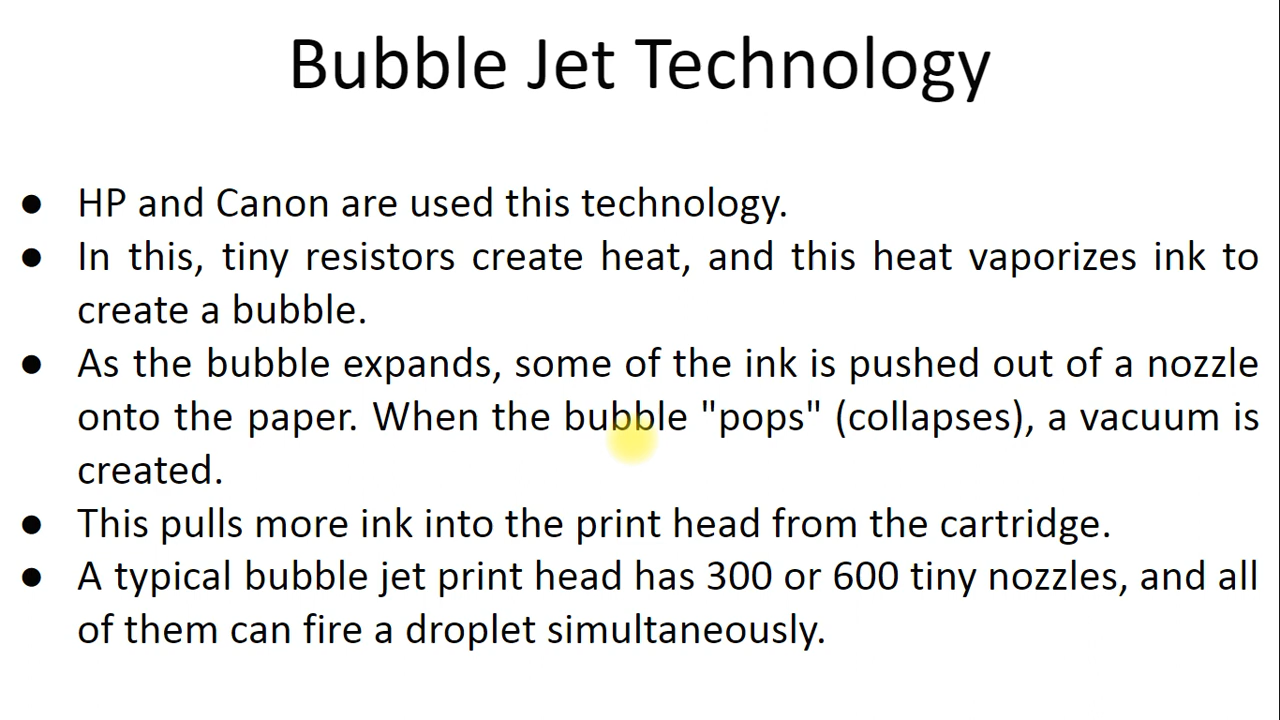 Bubble Jet Technology
● HP and Canon are used this technology.
● In this, tiny resistors create heat, and this heat vaporizes ink to
create a bubble.
● As the bubble expands, some of the ink is pushed out of a nozzle
onto the paper. When the bubble "pops" (collapses), a vacuum is
created.
● This pulls more ink into the print head from the cartridge.
● A typical bubble jet print head has 300 or 600 tiny nozzles, and all
of them can fire a droplet simultaneously.